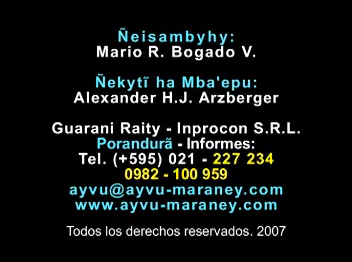 Ñeisambyhy:
Mario R. Bogado V.
Ñekytĩ ha Mba'epu:
Alexander H.J. Arzberger
Guarani Raity - Inprocon S.R.L.
Porandurã - Informes:
Tel. (+595) 021 - 227 234
0982 - 100 959
ayvu@ayvu-maraney.com
www.ayvu-maraney.com
Todos los derechos reservados. 2007